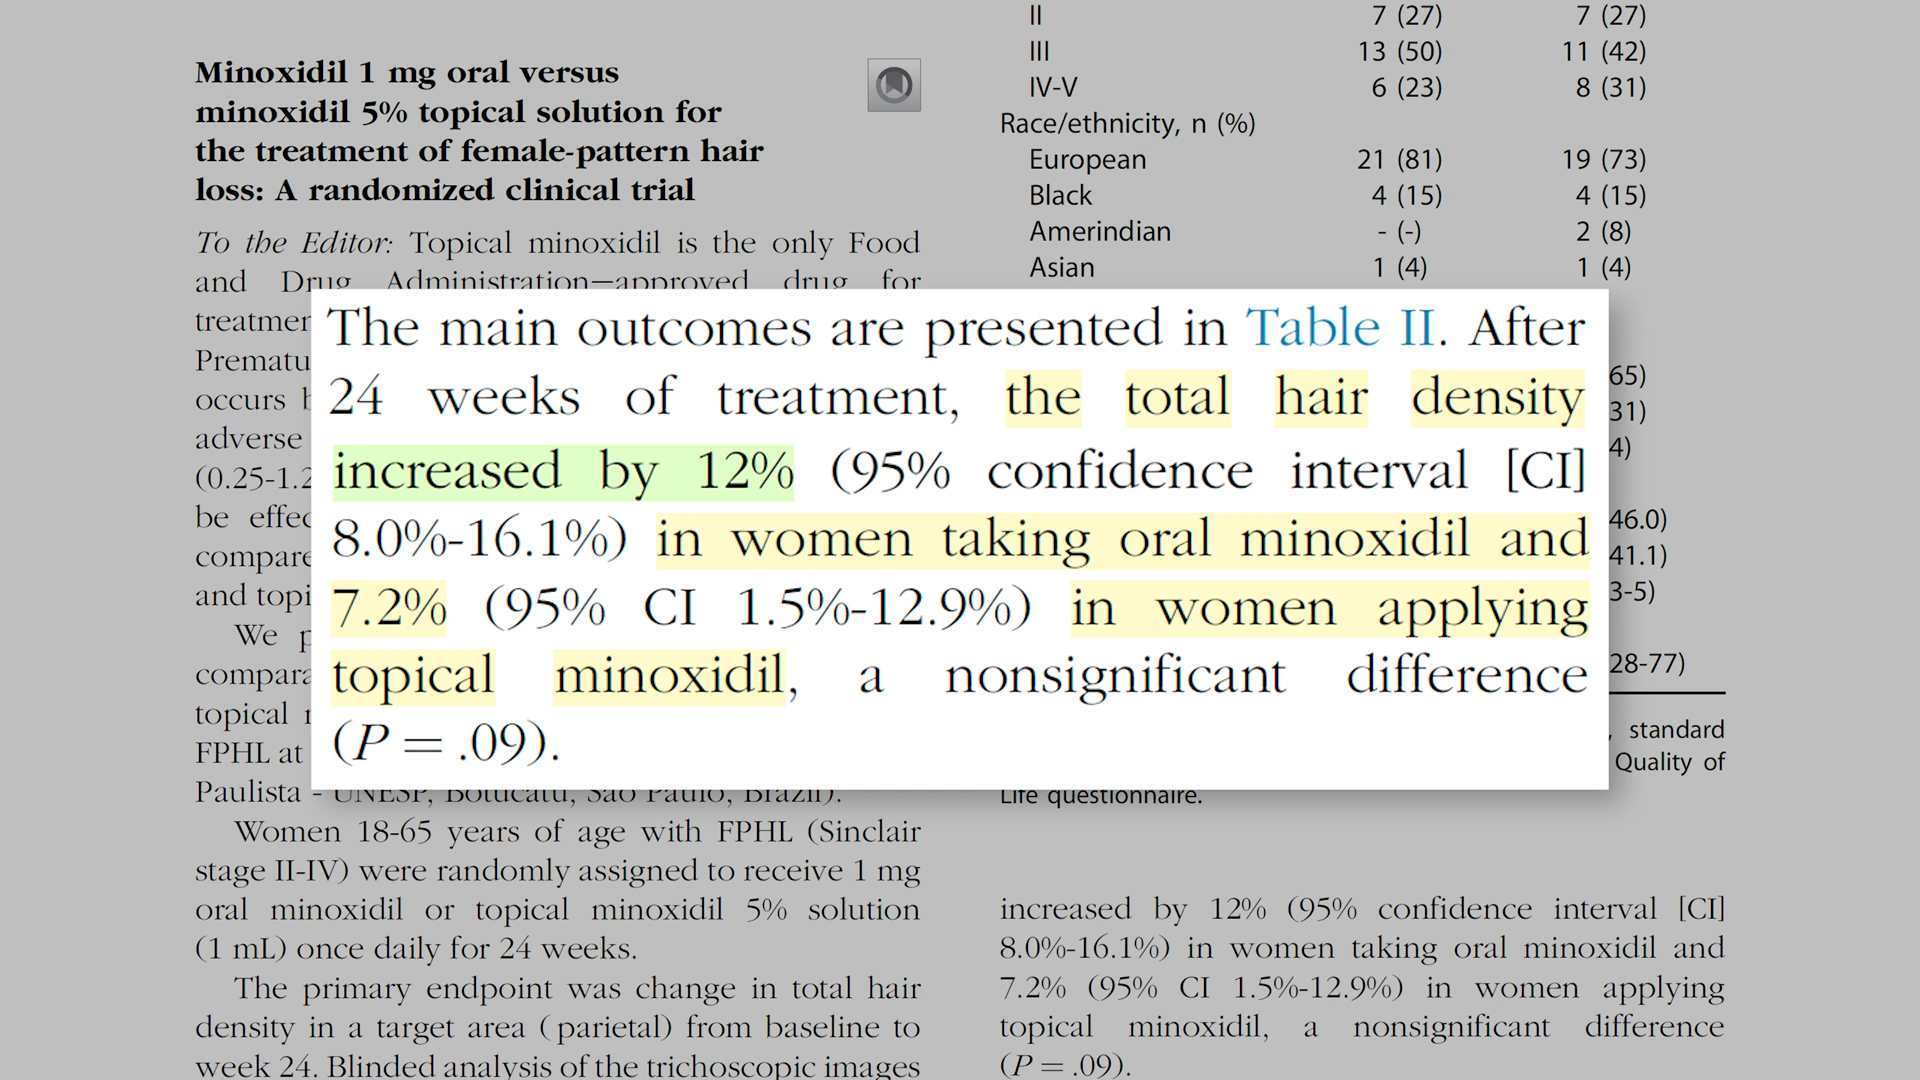 Minoxidil 1 mg oral versus
minoxidil 5% topical solution for
the treatment of female-pattern hair
loss: A randomized clinical trial
To the Editor: Topical minoxidil is the only Food
and Drug Administration—approved drug for
occurs
adverse
(0.25-1.2
and topi
We
topical
FPHL at
Paulista - UNESP, Botucatu, São Paulo, Brazil).
Women 18-65 years of age with FPHL (Sinclair
stage II-IV) were randomly assigned to receive 1 mg
oral minoxidil or topical minoxidil 5% solution
(1 mL) once daily for 24 weeks.
The primary endpoint was change in total hair
density in a target area (parietal) from baseline to
week 24. Blinded analysis of the trichoscopic images
II 7 (27) 7 (27)
III 13 (50) 11 (42)
IV-V 6 (23) 8 (31)
Race/ethnicity, n (%)
European 21 (81) 19 (73)
Black 4 (15) 4 (15)
Amerindian - (-) 2 (8)
Asian 1 (4) 1 (4)
65)
31)
4)
46.0)
41.1)
3-5)
28-77)
, standard
Quality of
Life questionnaire.
The main outcomes are presented in Table II. After
24 weeks of treatment, the total hair density
increased by 12% (95% confidence interval [CI]
8.0%-16.1%) in women taking oral minoxidil and
7.2% (95% CI 1.5%-12.9%) in women applying
topical minoxidil, a nonsignificant difference
(P = .09).
increased by 12% (95% confidence interval [CI]
8.0%-16.1%) in women taking oral minoxidil and
7.2% (95% CI 1.5%-12.9%) in women applying
topical minoxidil, a nonsignificant difference
(P = .09).